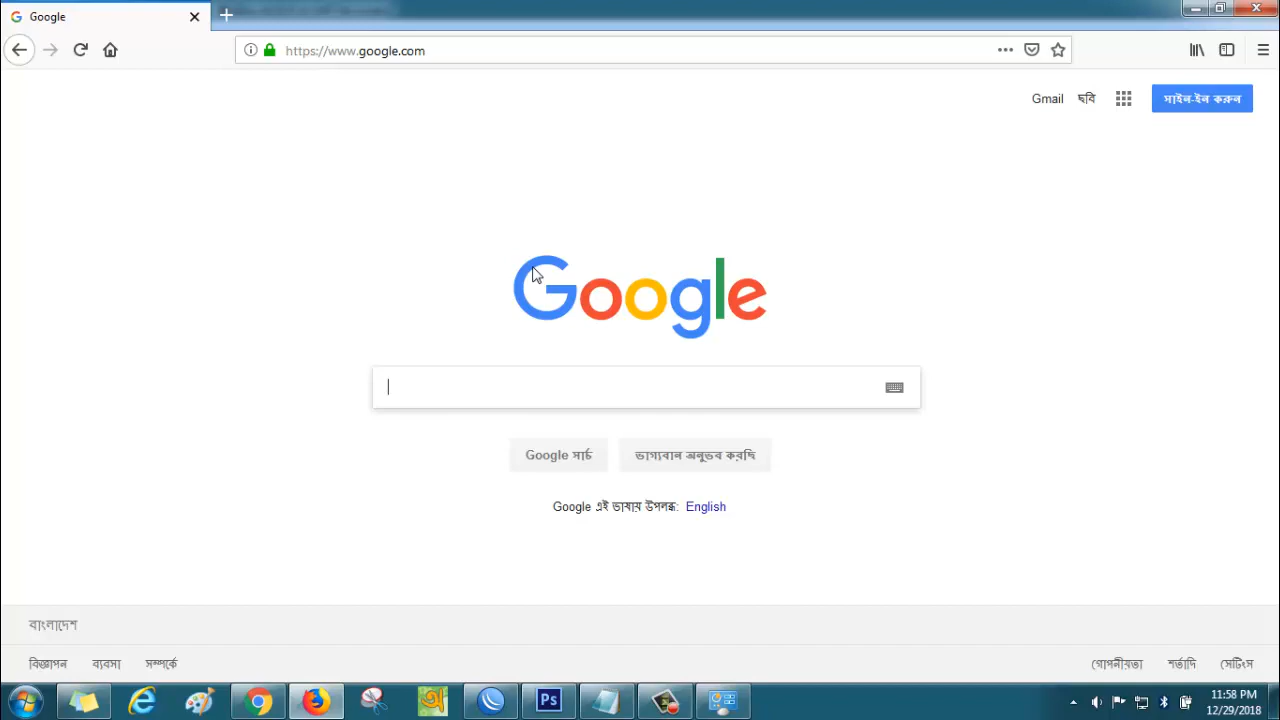 Google
https://www.google.com
Gmail ছবি সাইন-ইন করুন
Google
Google সার্চ ভাগ্যবান অনুভব করছি
Google এই ভাষায় উপলব্ধ: English
বাংলাদেশ
বিজ্ঞাপন ব্যবসা সম্পর্কে গোপনীয়তা শর্তাদি সেটিংস
অ Ps 11:58 PM
12/29/2018